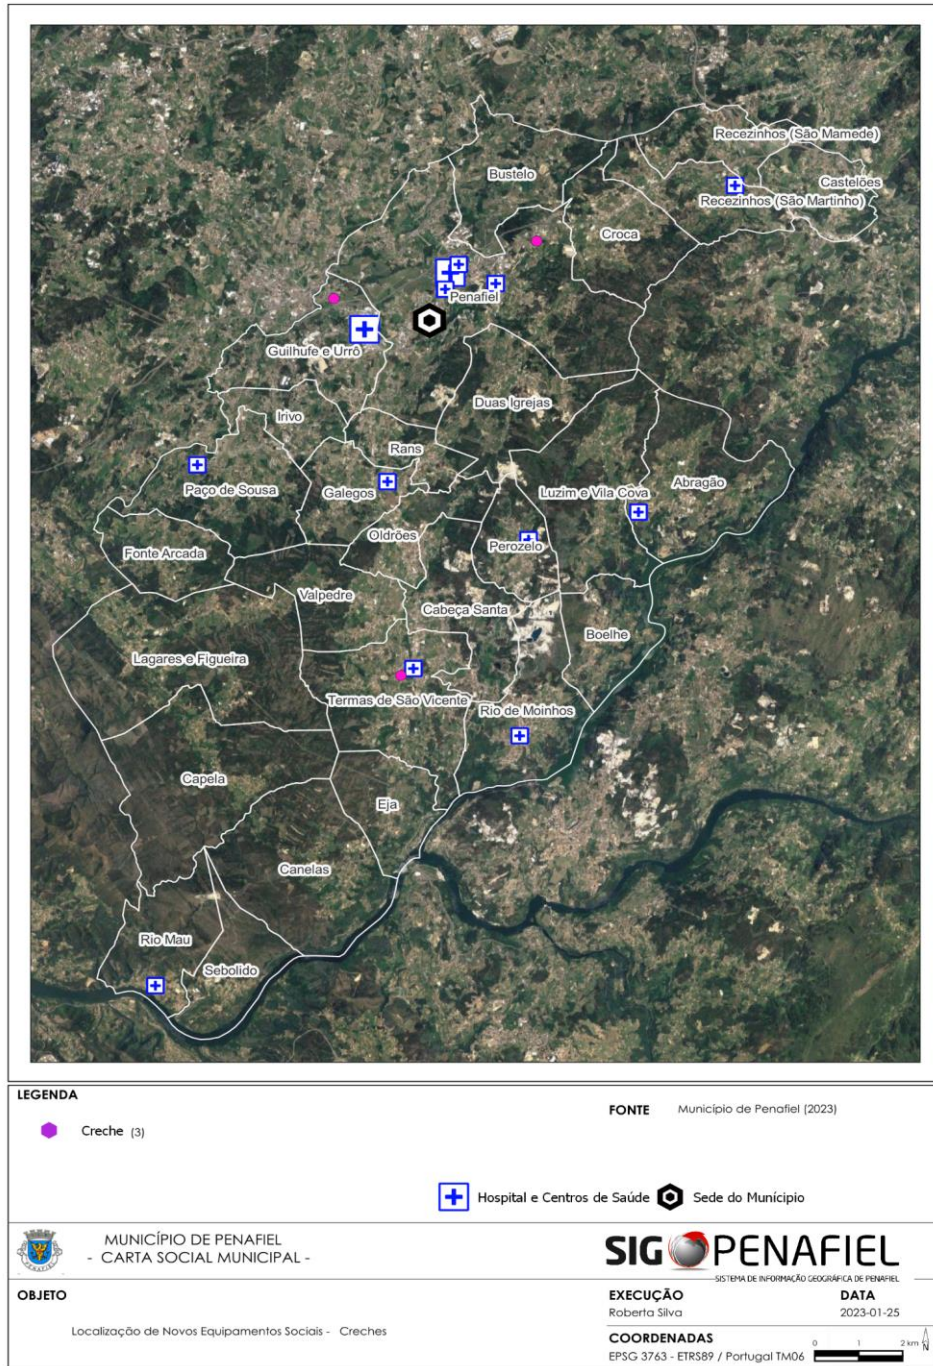 Recezinhos (São Mamede)
Bustelo
Castelões
Recezinhos (São Martinho)
Croca
Penafiel
Guilhufe e Urrô
Duas Igrejas
Irivo
Rans
Paço de Sousa
Galegos
Luzim e Vila Cova
Abragão
Oldrões
Perozelo
Fonte Arcada
Valpedre
Cabeça Santa
Boelhe
Lagares e Figueira
Termas de São Vicente
Rio de Moinhos
Capela
Eja
Canelas
Rio Mau
Sebolido
LEGENDA
FONTE Município de Penafiel (2023)
Creche (3)
Hospital e Centros de Saúde
Sede do Munícipio
MUNICÍPIO DE PENAFIEL
- CARTA SOCIAL MUNICIPAL -
PENAFIEL
SIG PENAFIEL
SISTEMA DE INFORMAÇÃO GEOGRÁFICA DE PENAFIEL
OBJETO
Localização de Novos Equipamentos Sociais - Creches
EXECUÇÃO
Roberta Silva
DATA
2023-01-25
COORDENADAS
EPSG 3763 - ETRS89 / Portugal TM06
0 1 2 km
N